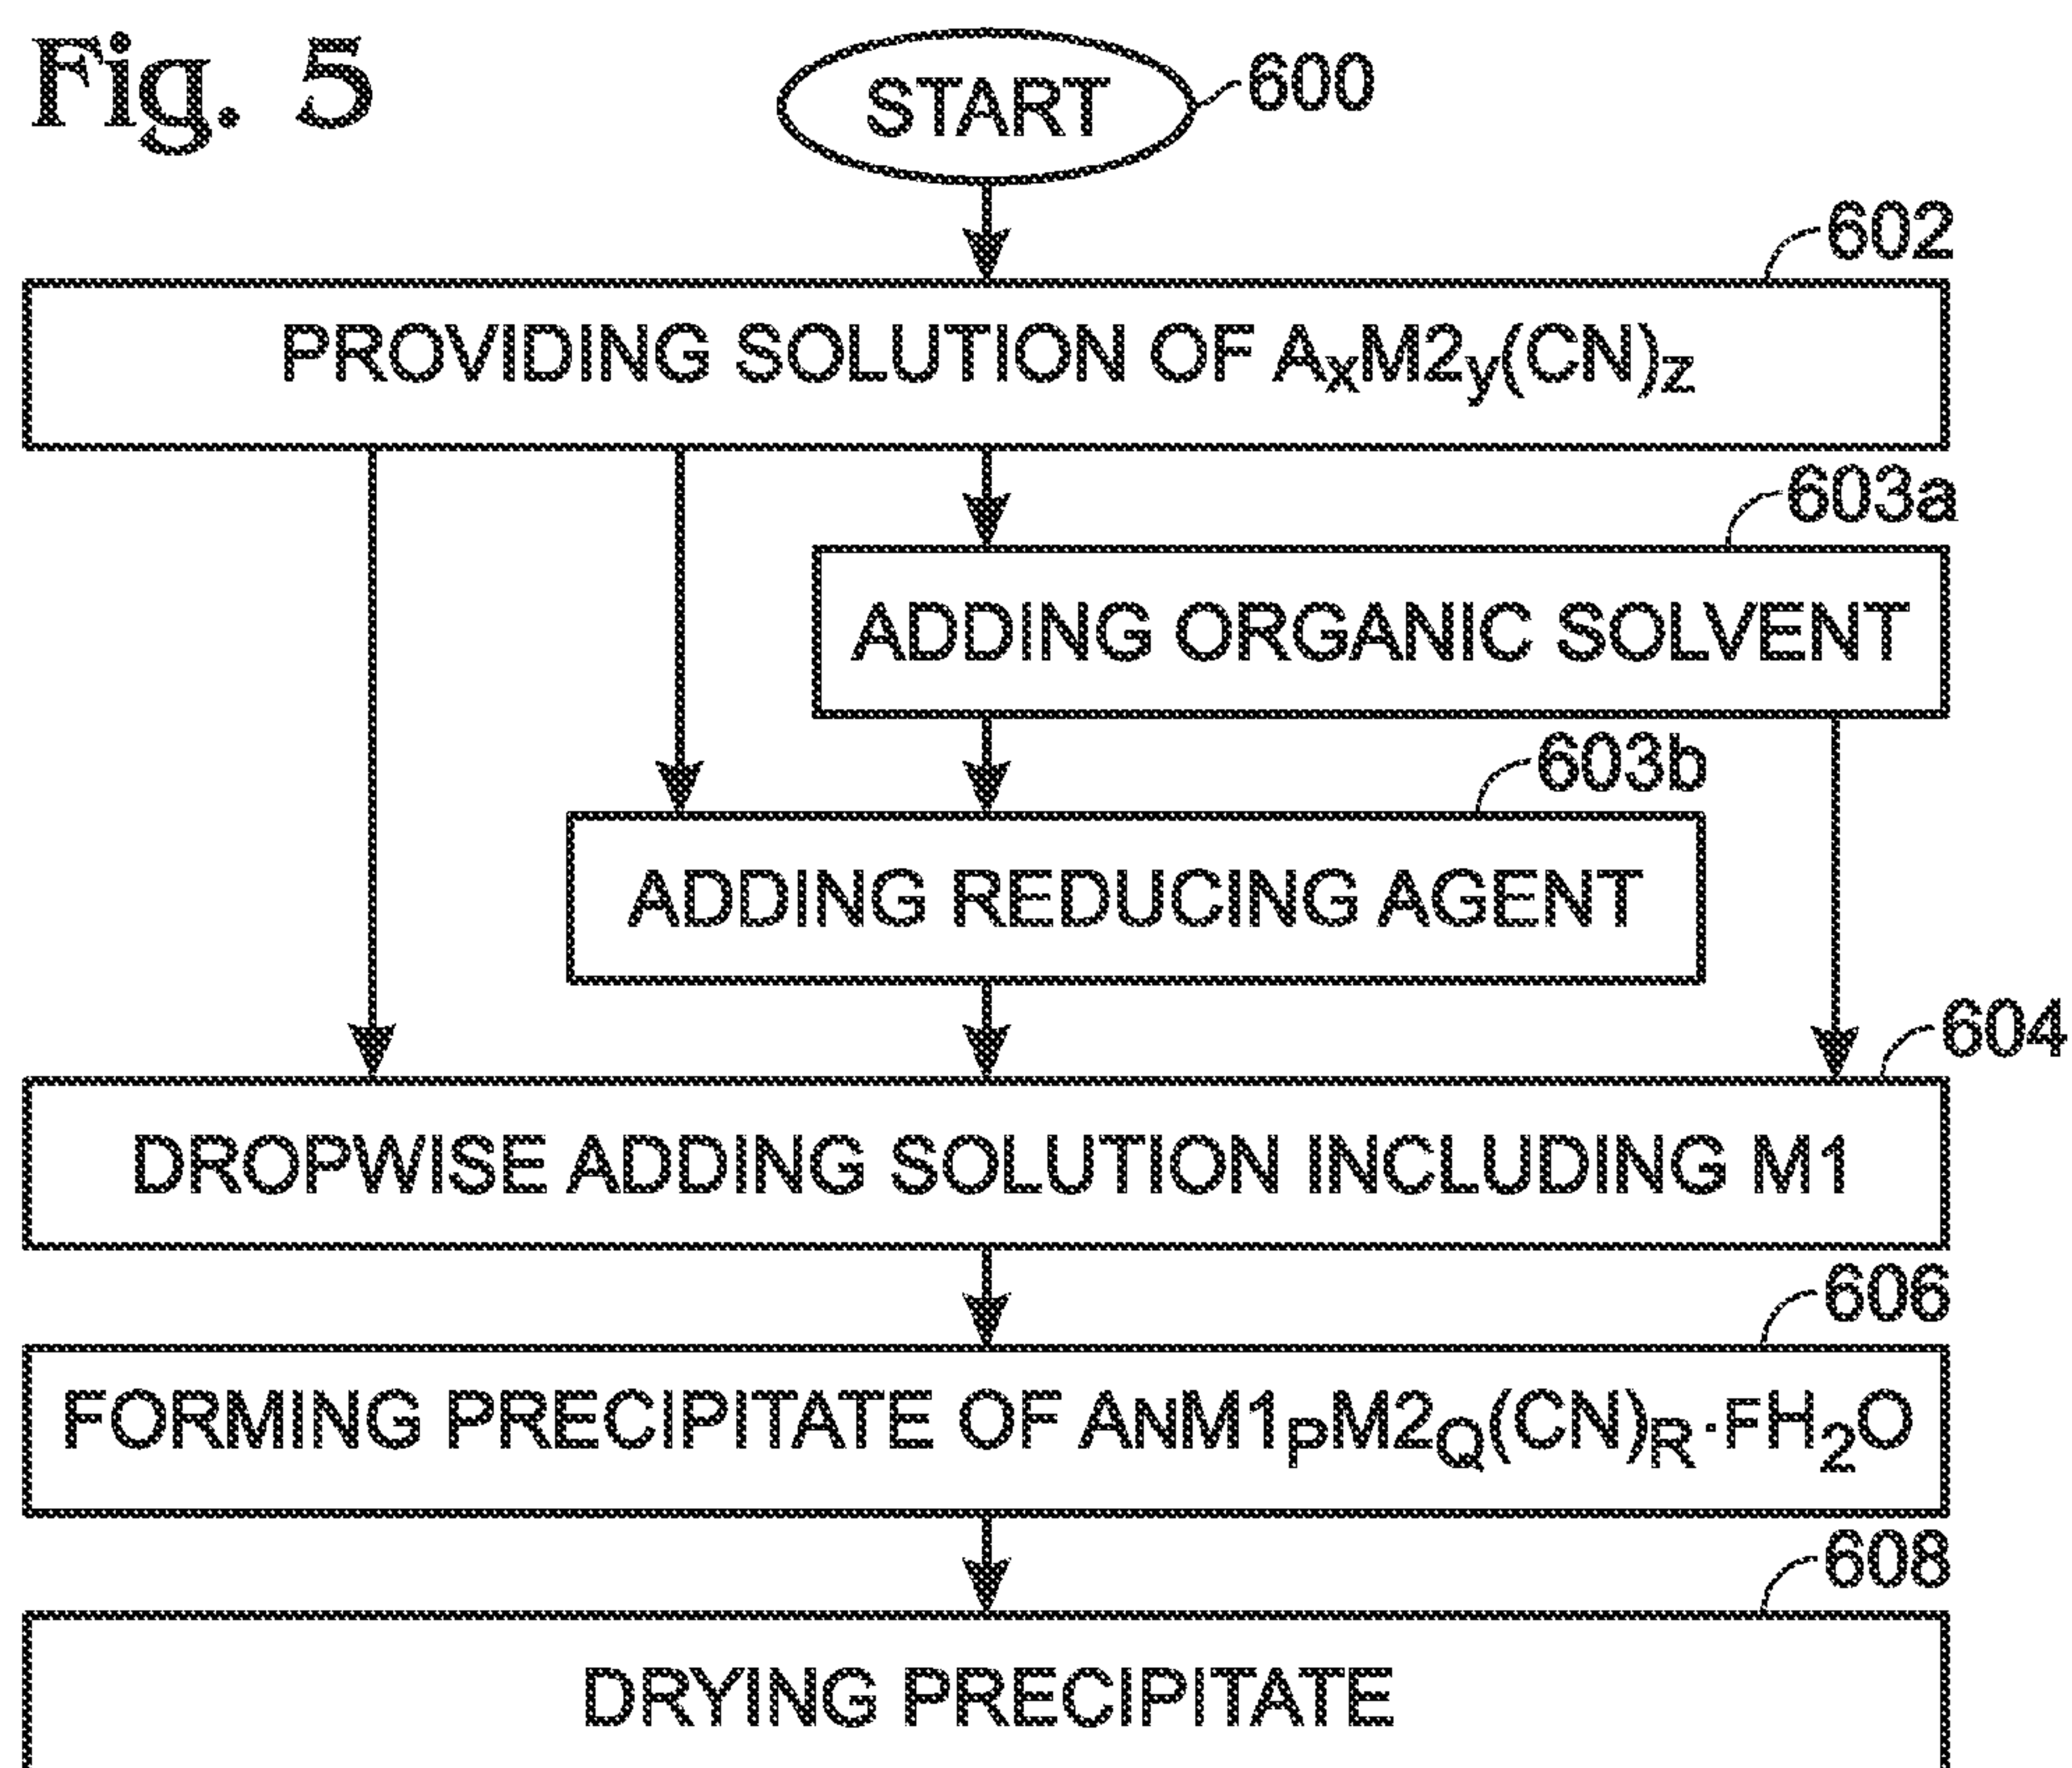 Fig. 5
START
600
602
PROVIDING SOLUTION OF AxM2y(CN)z
603a
ADDING ORGANIC SOLVENT
603b
ADDING REDUCING AGENT
604
DROPWISE ADDING SOLUTION INCLUDING M1
606
FORMING PRECIPITATE OF ANM1PM2Q(CN)R·FH2O
608
DRYING PRECIPITATE